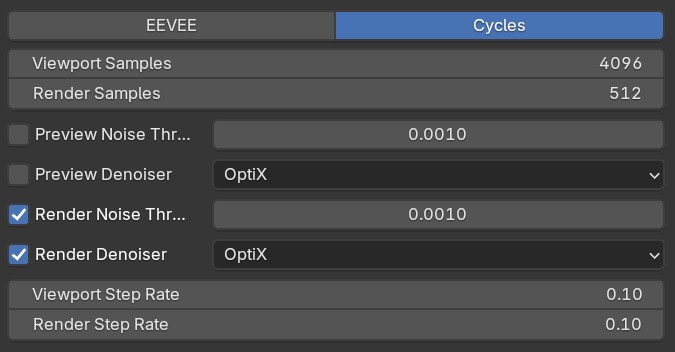 EEVEE Cycles
Viewport Samples 4096
Render Samples 512
Preview Noise Thr... 0.0010
Preview Denoiser OptiX
Render Noise Thr... 0.0010
Render Denoiser OptiX
Viewport Step Rate 0.10
Render Step Rate 0.10